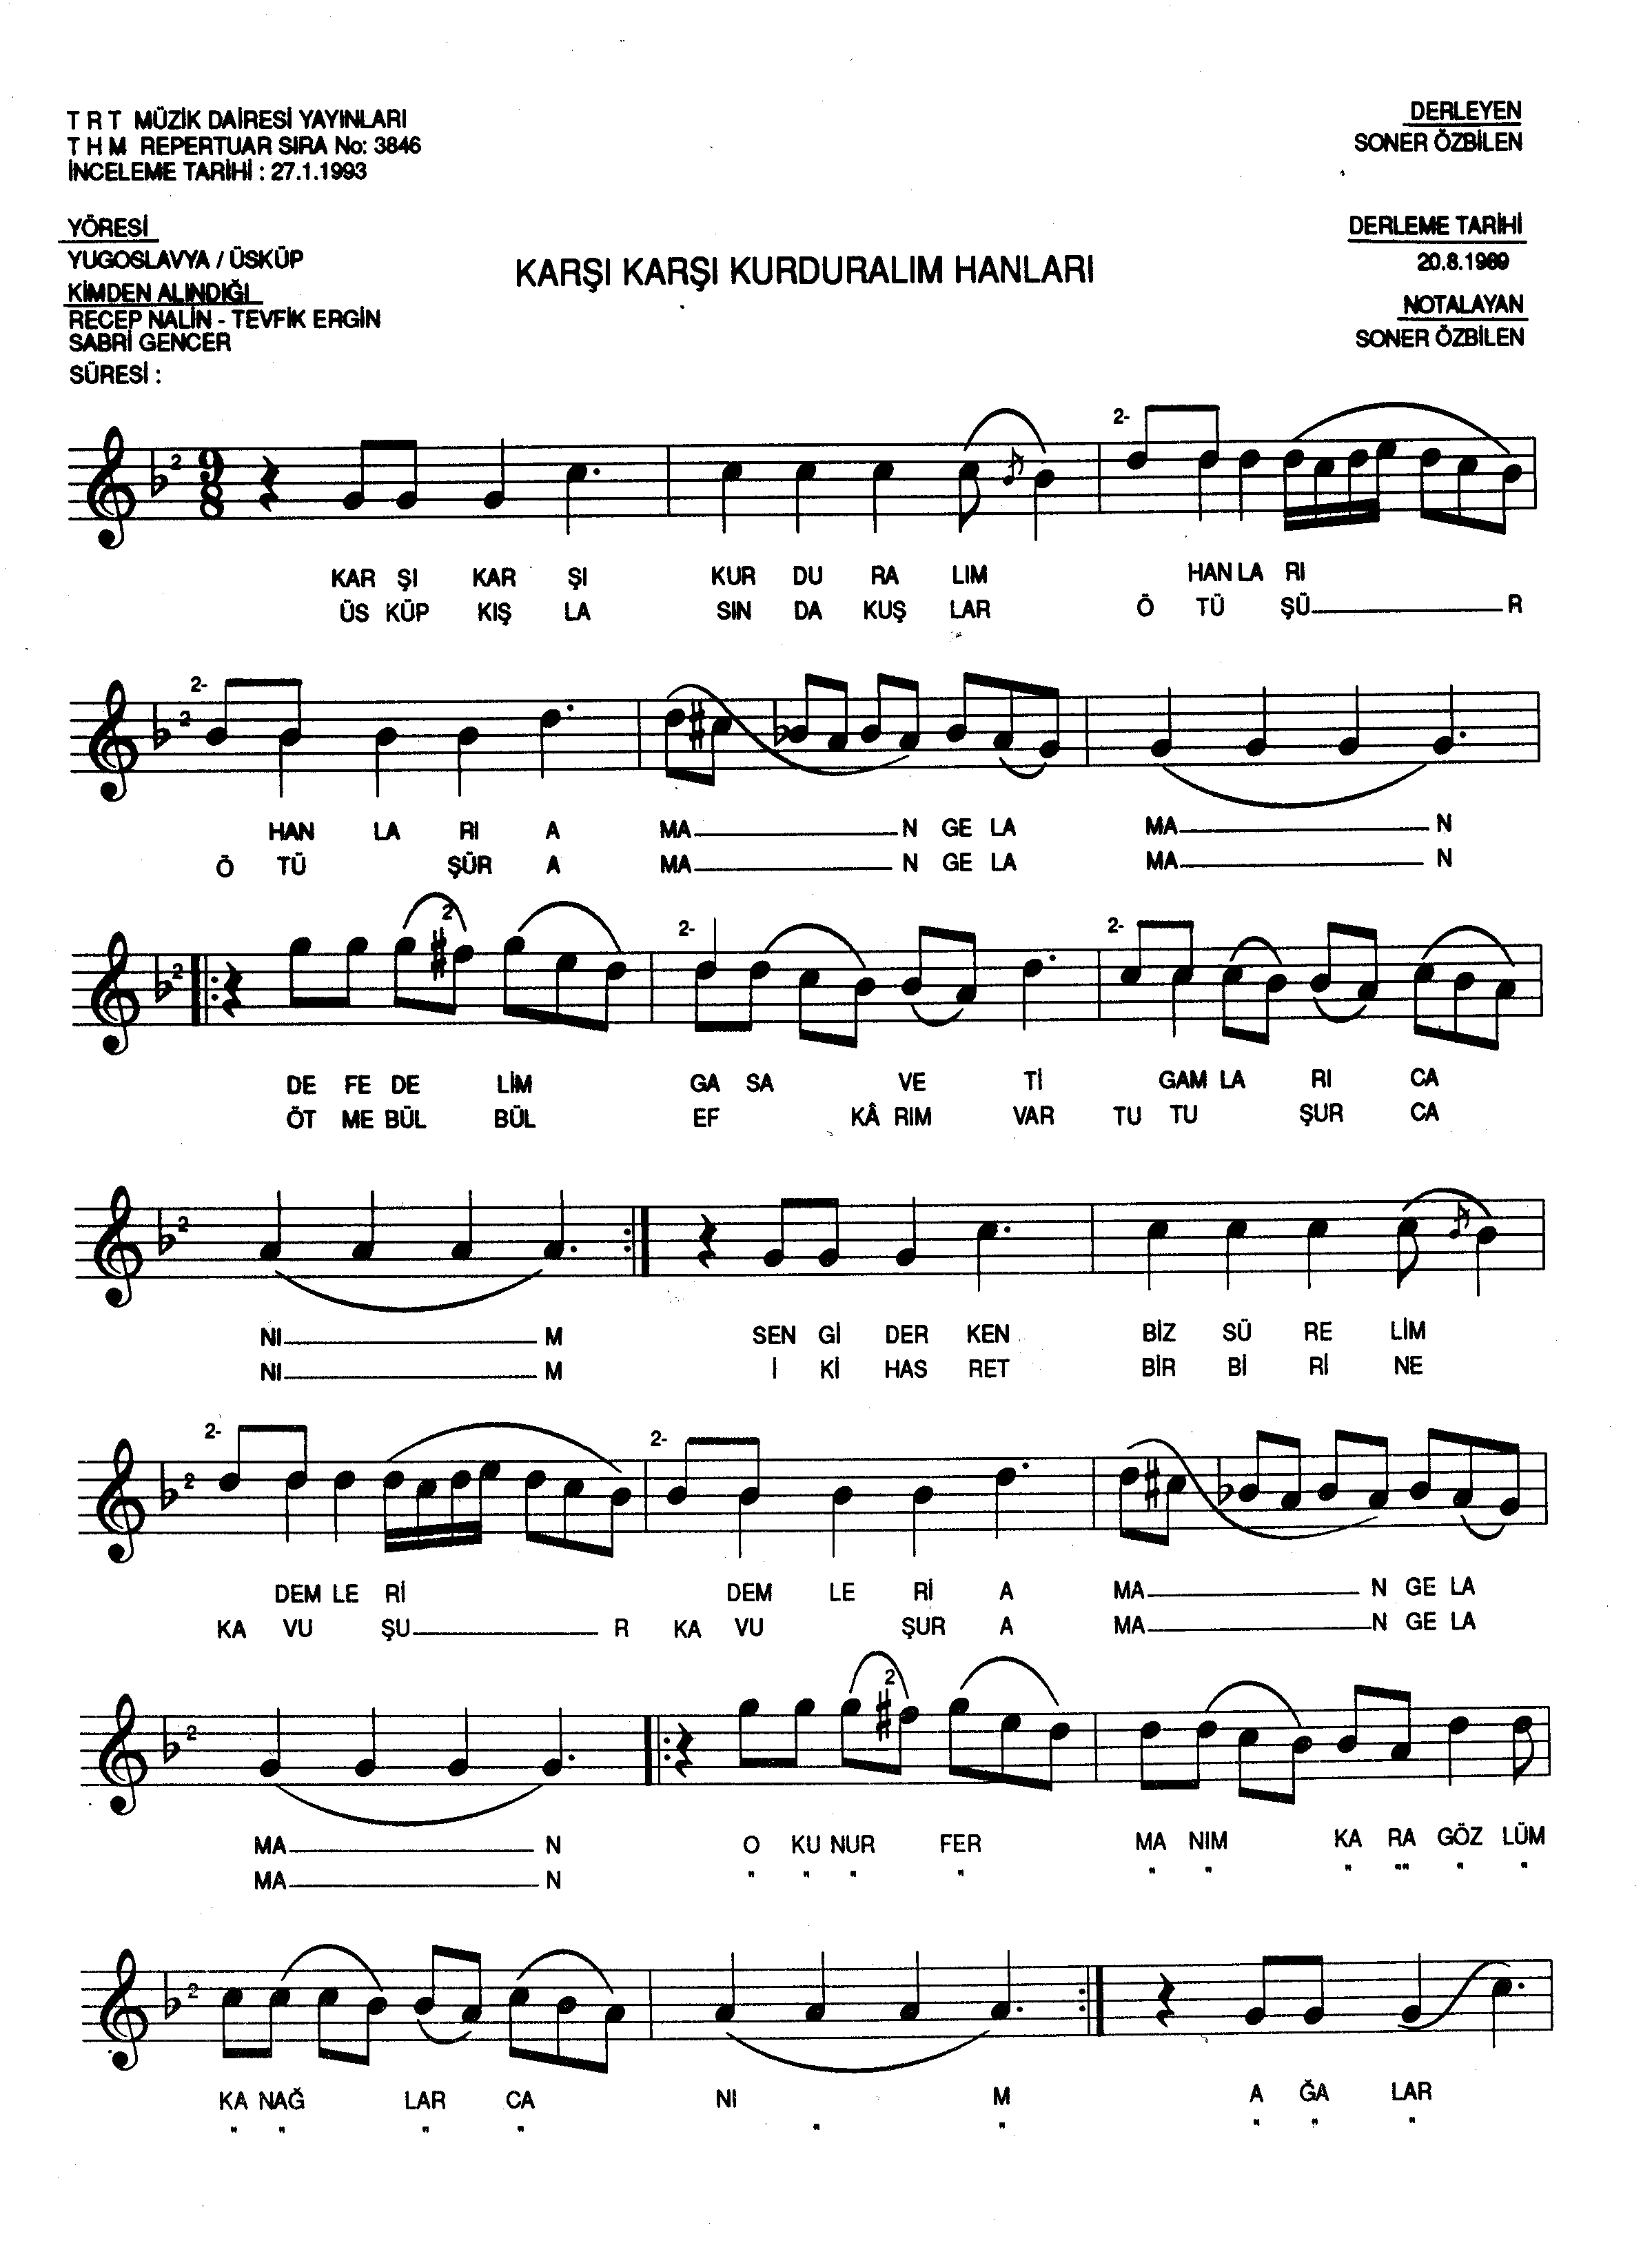 T R T MÜZİK DAİRESİ YAYINLARI
T H M REPERTUAR SIRA No: 3846
İNCELEME TARİHİ : 27.1.1993
DERLEYEN
SONER ÖZBİLEN
YÖRESİ
YUGOSLAVYA / ÜSKÜP
KİMDEN ALINDIĞI
RECEP NALİN - TEVFİK ERGİN
SABRİ GENCER
SÜRESİ :
KARŞI KARŞI KURDURALIM HANLARI
DERLEME TARİHİ
20.8.1989
NOTALAYAN
SONER ÖZBİLEN
2 9 8 2-
KAR ŞI KAR ŞI KUR DU RA LIM HAN LA RI
ÜS KÜP KIŞ LA SIN DA KUŞ LAR Ö TÜ ŞÜ R
2 2-
HAN LA RI A MA N GE LA MA N
Ö TÜ ŞÜR A MA N GE LA MA N
2 2 2- 2-
DE FE DE LİM GA SA VE Tİ GAM LA RI CA
ÖT ME BÜL BÜL EF KÂ RIM VAR TU TU ŞUR CA
2
NI M SEN Gİ DER KEN BİZ SÜ RE LİM
NI M İ Kİ HAS RET BİR Bİ Rİ NE
2 2- 2-
DEM LE Rİ DEM LE Rİ A MA N GE LA
KA VU ŞU R KA VU ŞUR A MA N GE LA
2 2
MA N O KU NUR FER MA NIM KA RA GÖZ LÜM
MA N " " " " " " " "" " "
2
KA NAĞ LAR CA NI M A ĞA LAR
" " " " " " " " "